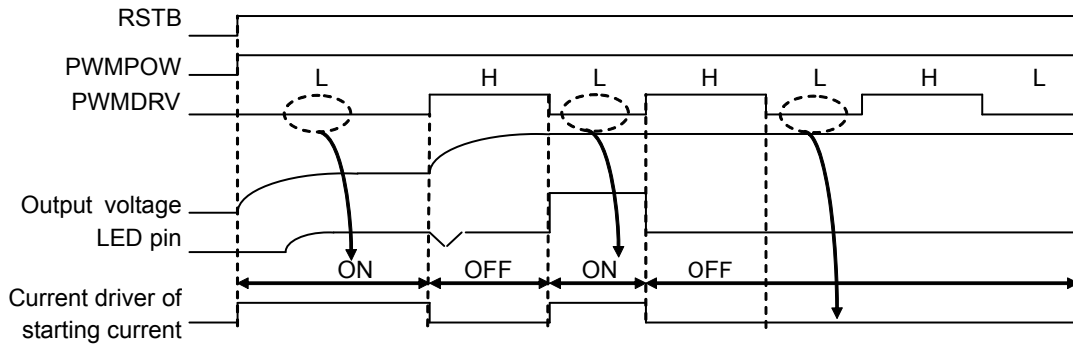 RSTB
PWMPOW
L H L H L H L
PWMDRV
Output voltage
LED pin
ON OFF ON OFF
Current driver of
starting current